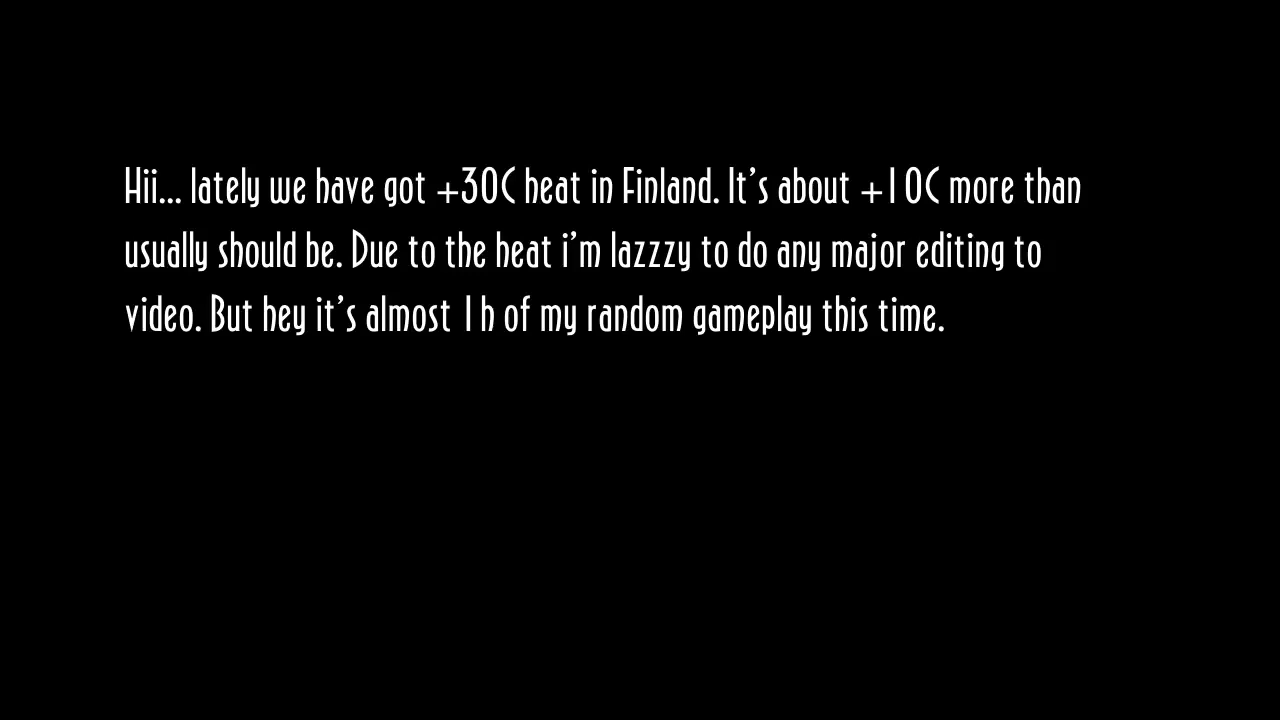 Hii... lately we have got +30C heat in Finland. It's about +10C more than
usually should be. Due to the heat i'm lazzzy to do any major editing to
video. But hey it's almost 1h of my random gameplay this time.